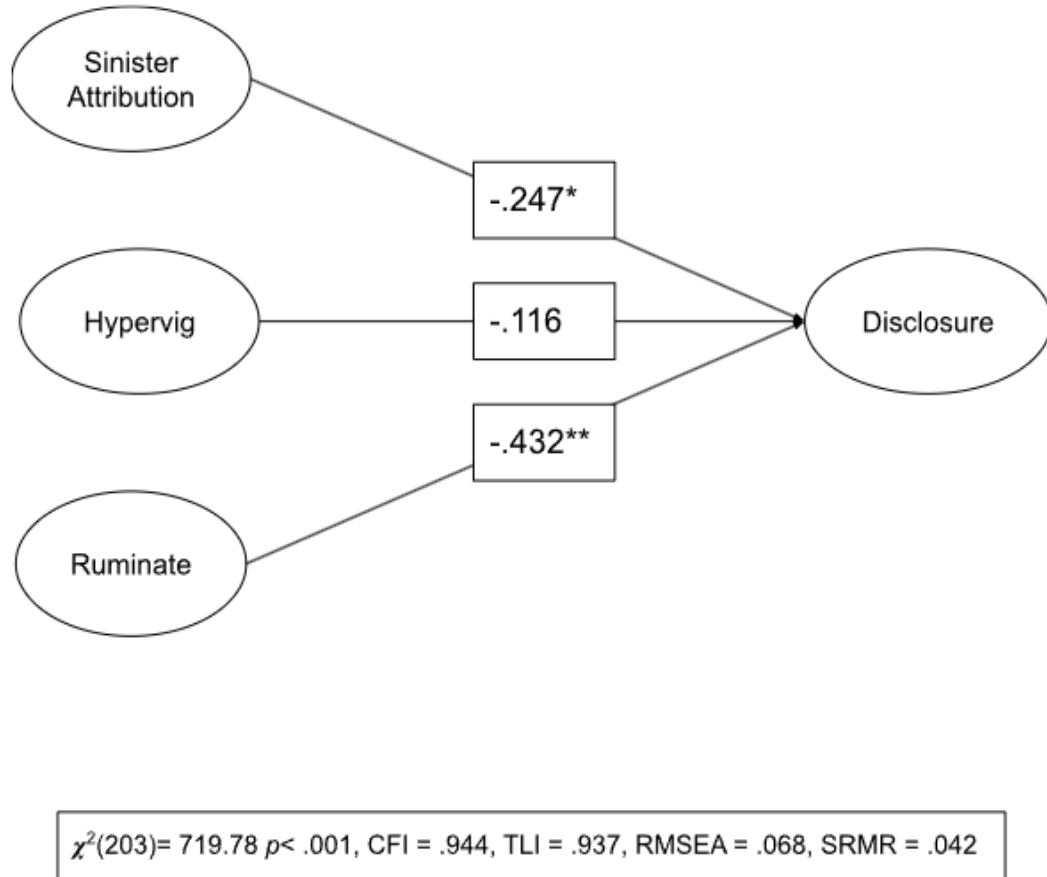 Sinister
Attribution
-.247*
Hypervig
-.116
Disclosure
-.432**
Ruminate
χ²(203)= 719.78 p< .001, CFI = .944, TLI = .937, RMSEA = .068, SRMR = .042